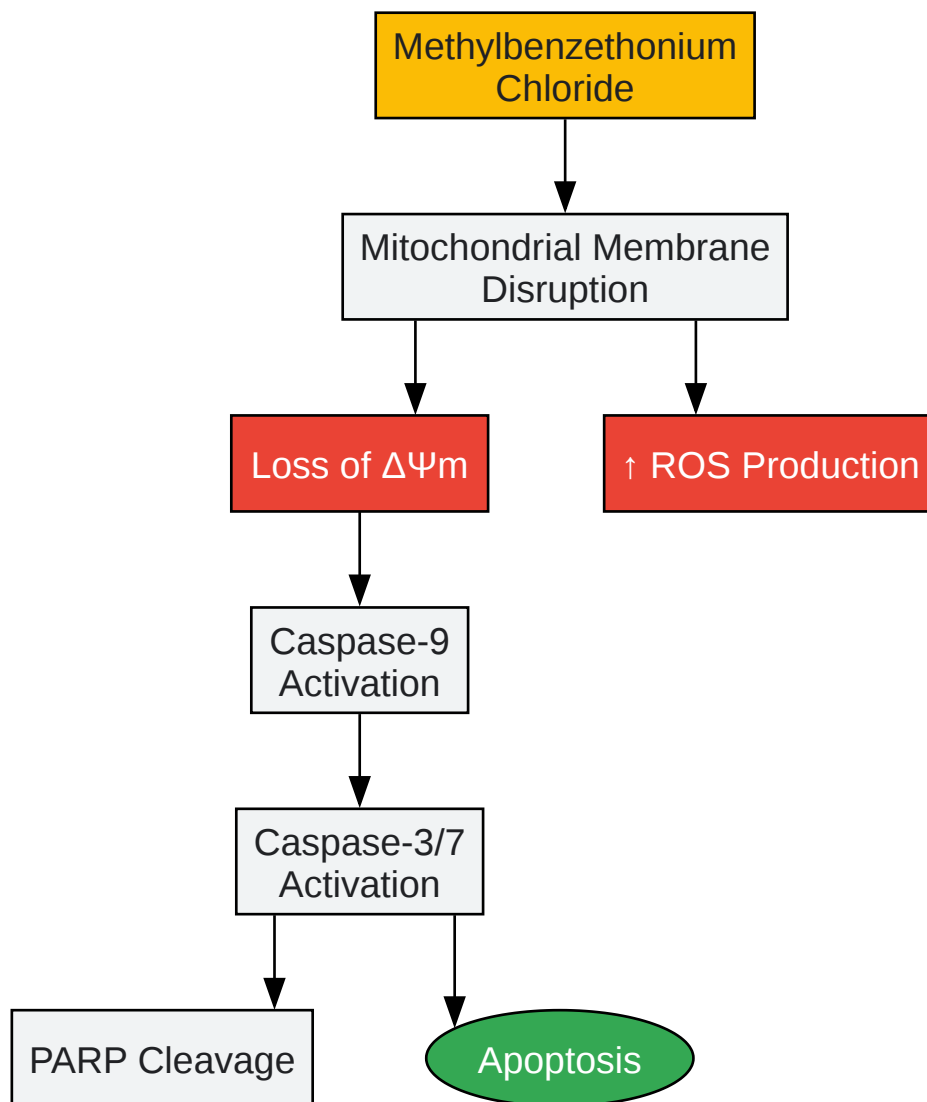 Methylbenzethonium
Chloride
Mitochondrial Membrane
Disruption
Loss of ΔΨm
↑ ROS Production
Caspase-9
Activation
Caspase-3/7
Activation
PARP Cleavage
Apoptosis